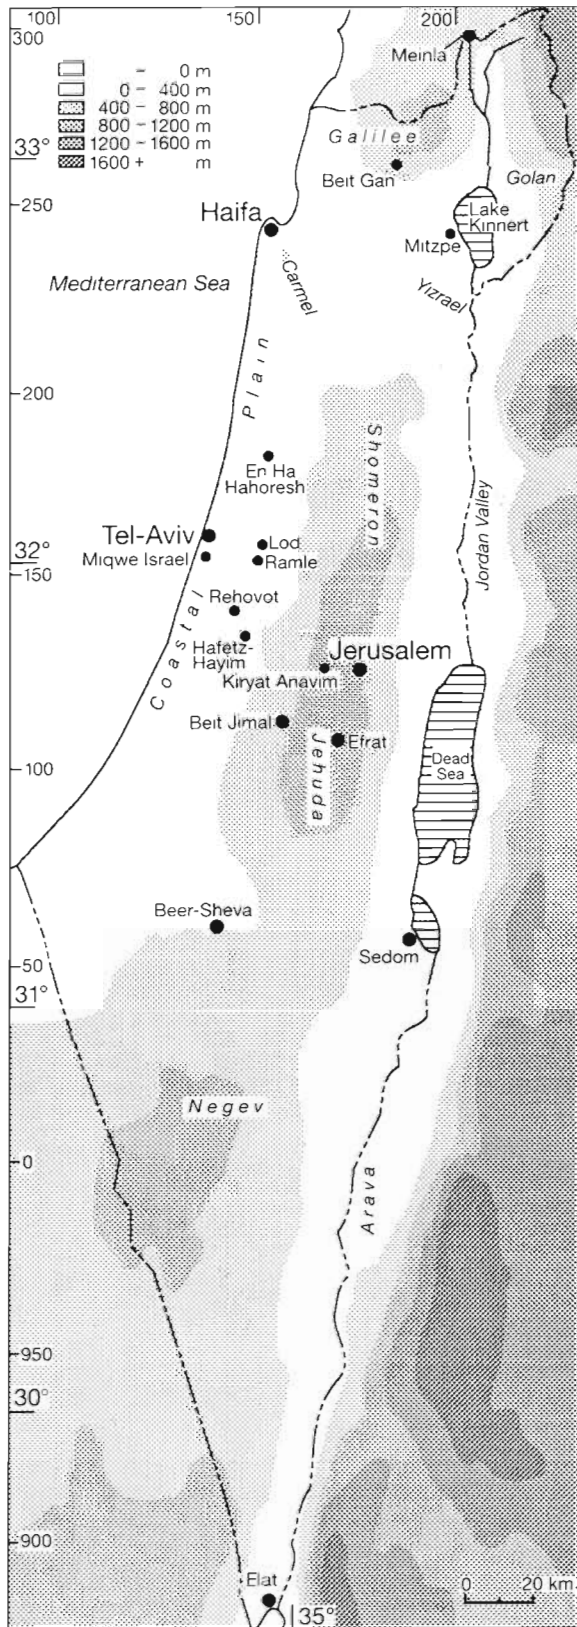 100
150
200
300
= 0 m
0 - 400 m
400 - 800 m
800 - 1200 m
1200 - 1600 m
1600 + m
Meinla
Galilee
33°
Beit Gan
Golan
250
Haifa
Lake
Kinnert
Mitzpe
Mediterranean Sea
Carmel
Yizrael
200
Plain
Shomeron
En Ha
Hahoresh
Tel-Aviv
Lod
32°
Miqwe Israel
Ramle
150
Jordan Valley
Rehovot
Coastal
Hafetz-
Hayim
Jerusalem
Kiryat Anavim
Beit Jimal
Efrat
Jehuda
Dead
Sea
100
Beer-Sheva
Sedom
50
31°
Negev
0
Arava
950
30°
900
Elat
0 20 km
35°